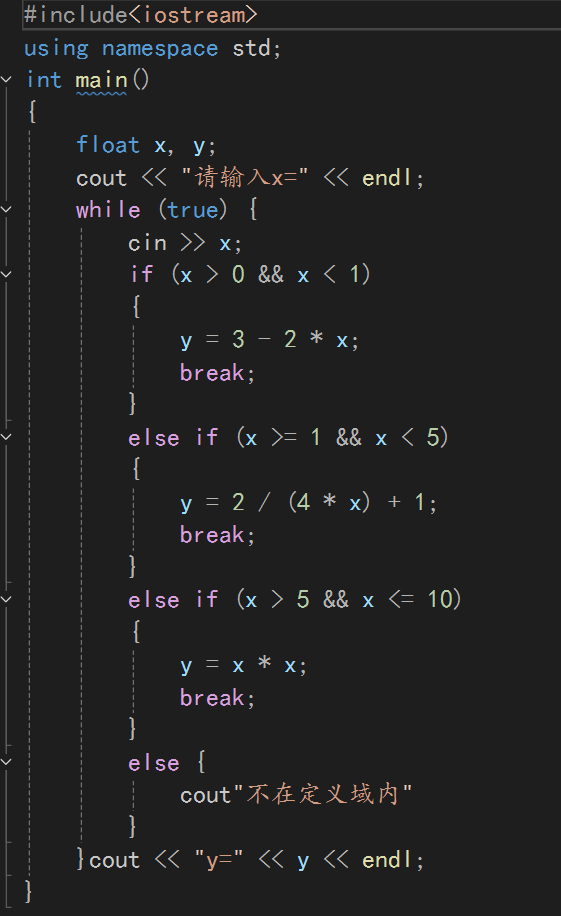 #include<iostream>
using namespace std;
int main()
{
    float x, y;
    cout << "请输入x=" << endl;
    while (true) {
        cin >> x;
        if (x > 0 && x < 1)
        {
            y = 3 - 2 * x;
            break;
        }
        else if (x >= 1 && x < 5)
        {
            y = 2 / (4 * x) + 1;
            break;
        }
        else if (x > 5 && x <= 10)
        {
            y = x * x;
            break;
        }
        else {
            cout"不在定义域内"
        }
    }cout << "y=" << y << endl;
}